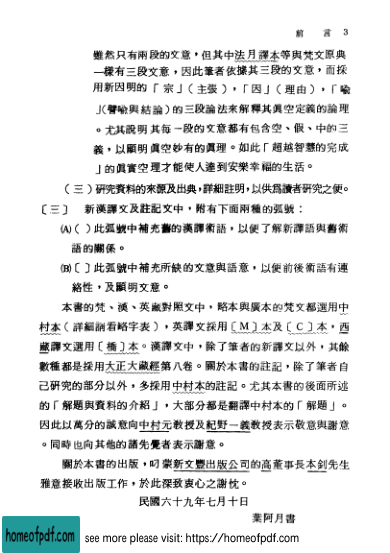 前　言　3
雖然只有兩段的文意，但其中法月譯本等與梵文原典
一樣有三段文意，因此筆者依據其三段的文意，而採
用新因明的「宗」（主張），「因」（理由），「喻
」（譬喻與結論）的三段論法來解釋其眞空定義的論理
。尤其說明其每一段的文意都有包含空、假、中的三
義，以顯明眞空妙有的眞理。如此「超越智慧的完成
」的眞實空理才能使人達到安樂幸福的生活。
（三）研究資料的來源及出典，詳細註明，以供爲讀者研究之便。
〔三〕　新漢譯文及註記文中，附有下面兩種的弧號：
(A)（ ）此弧號中補充舊的漢譯術語，以便了解新譯語與舊術
語的關係。
(B)〔 〕此弧號中補充所缺的文意與語意，以便前後術語有連
絡性，及顯明文意。
本書的梵、漢、英藏對照文中，略本與廣本的梵文都選用中
村本（詳細請看略字表），英譯文採用〔M〕本及〔C〕本，西
藏譯文選用〔橋〕本。漢譯文中，除了筆者的新譯文以外，其餘
數種都是採用大正大藏經第八卷。關於本書的註記，除了筆者自
己研究的部分以外，多採用中村本的註記。尤其本書的後面所述
的「解題與資料的介紹」，大部分都是翻譯中村本的「解題」。
因此以萬分的誠意向中村元教授及紀野一義教授表示敬意與謝意
。同時也向其他的諸先覺者表示謝意。
關於本書的出版，叨蒙新文豐出版公司的高董事長本釗先生
雅意接收出版工作，於此深致衷心之謝忱。
民國六十九年七月十日
葉阿月書
homeofpdf.com
see more please visit: https://homeofpdf.com